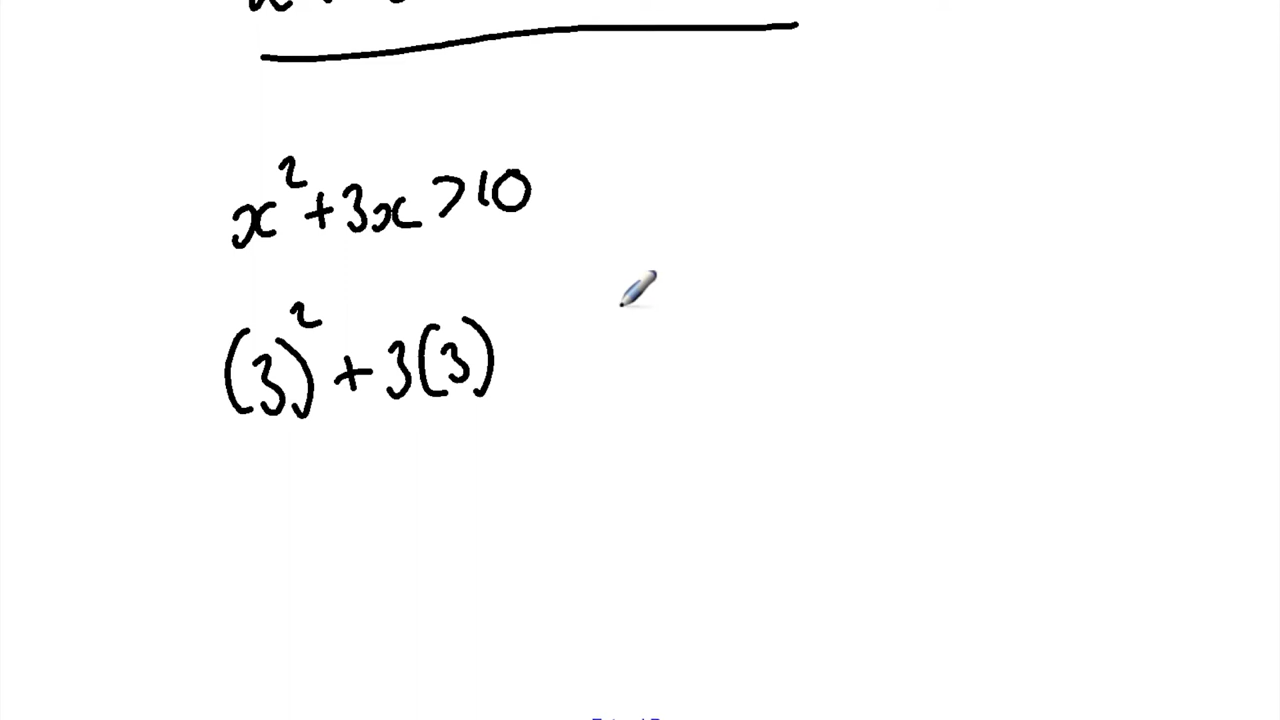 x² + 3x > 10
(3)² + 3(3)